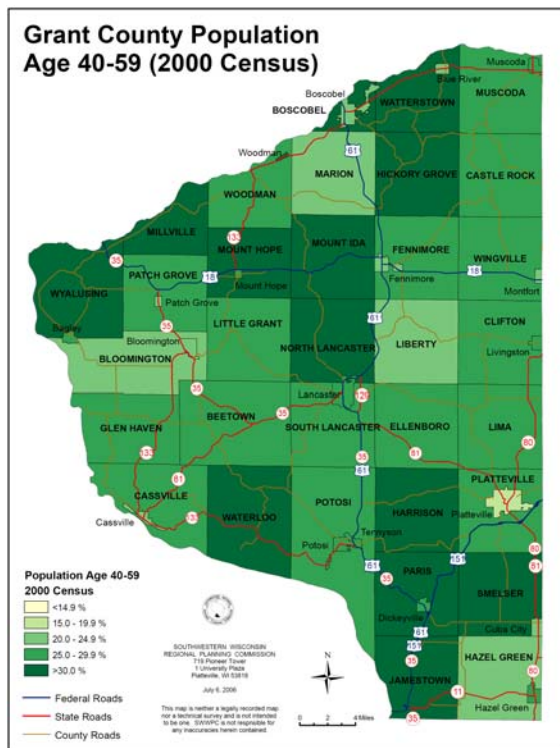 Grant County Population
Age 40-59 (2000 Census)
Muscoda
Blue River
Boscobel
BOSCOBEL
WATTERSTOWN
MUSCODA
61
Woodman
MARION
HICKORY GROVE
CASTLE ROCK
WOODMAN
MILLVILLE
133
MOUNT HOPE
MOUNT IDA
FENNIMORE
WINGVILLE
35
PATCH GROVE
18
WYALUSING
Mount Hope
Fennimore
18
Patch Grove
Montfort
LITTLE GRANT
61
CLIFTON
Bagley
35
Bloomington
BLOOMINGTON
NORTH LANCASTER
LIBERTY
Livingston
35
Lancaster
129
BEETOWN
35
GLEN HAVEN
SOUTH LANCASTER
ELLENBORO
LIMA
133
81
35
61
81
80
CASSVILLE
POTOSI
PLATTEVILLE
Cassville
133
WATERLOO
HARRISON
Platteville
Tennyson
Potosi
151
80
61
35
PARIS
81
SMELSER
Dickeyville
61
Cuba City
151
35
HAZEL GREEN
JAMESTOWN
11
80
35
Hazel Green
Population Age 40-59
2000 Census
<14.9 %
15.0 - 19.9 %
20.0 - 24.9 %
25.0 - 29.9 %
>30.0 %
Federal Roads
State Roads
County Roads
SOUTHWESTERN WISCONSIN
REGIONAL PLANNING COMMISSION
719 Pioneer Tower
1 University Plaza
Platteville, WI 53818
July 6, 2006
This map is neither a legally recorded map
nor a technical survey and is not intended
to be one. SWWPC is not resposible for
any inaccuracies herein contained.
N
0 2 4 Miles